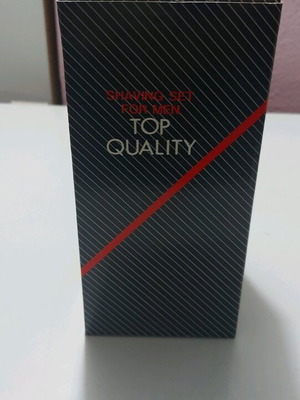 SHAVING SET
FOR MEN
TOP
QUALITY